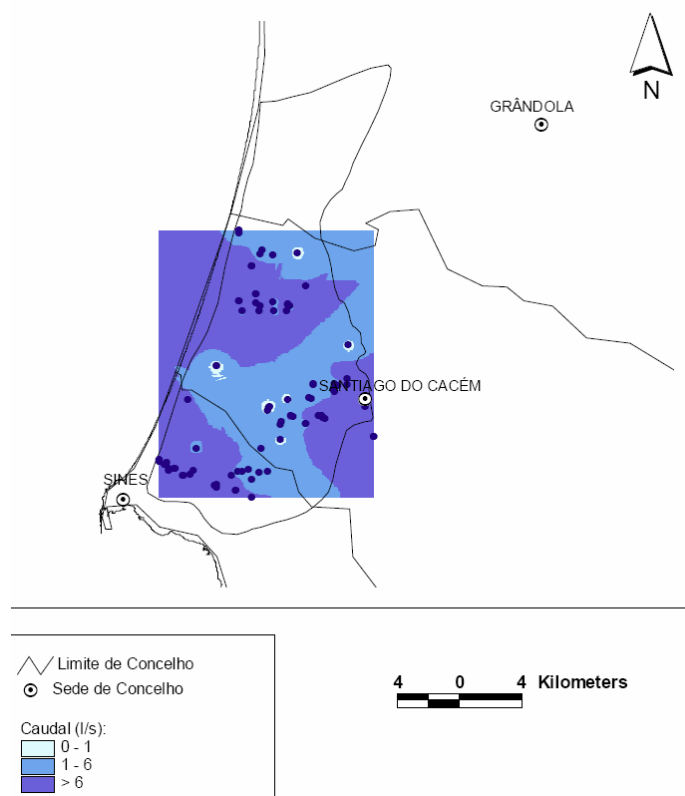 N
GRÂNDOLA
SANTIAGO DO CACÉM
SINES
Limite de Concelho
Sede de Concelho
4 0 4 Kilometers
Caudal (l/s):
0 - 1
1 - 6
> 6